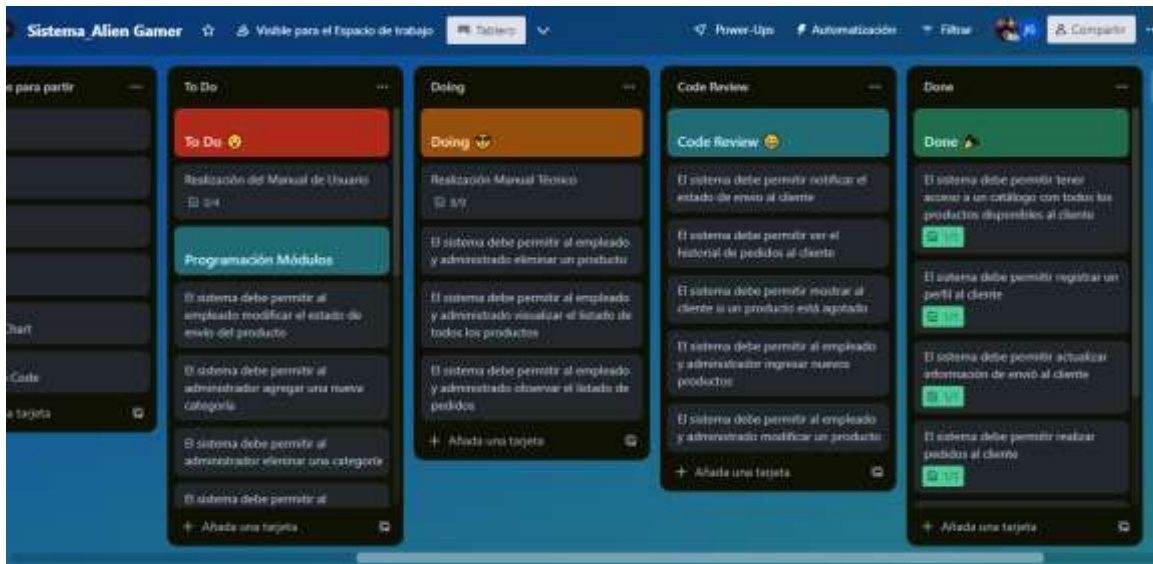 Sistema_Alien Gamer
Visible para el Espacio de trabajo
Tablero
Power-Ups
Automatización
Filtrar
Compartir
para partir
Chart
Code
tarjeta
To Do
To Do
Realización del Manual de Usuario
Programación Módulos
El sistema debe permitir al
empleado modificar el estado de
envío del producto
El sistema debe permitir al
administrador agregar una nueva
categoría
El sistema debe permitir al
administrador eliminar una categoría
El sistema debe permitir al
+ Añada una tarjeta
Doing
Doing
Realización Manual Técnico
El sistema debe permitir al empleado
y administrado eliminar un producto
El sistema debe permitir al empleado
y administrado visualizar el listado de
todos los productos
El sistema debe permitir al empleado
y administrado observar el listado de
pedidos
+ Añada una tarjeta
Code Review
Code Review
El sistema debe permitir notificar el
estado de envío al cliente
El sistema debe permitir ver el
historial de pedidos al cliente
El sistema debe permitir mostrar al
cliente si un producto está agotado
El sistema debe permitir al empleado
y administrador ingresar nuevos
productos
El sistema debe permitir al empleado
y administrado modificar un producto
+ Añada una tarjeta
Done
Done
El sistema debe permitir tener
acceso a un catálogo con todos los
productos disponibles al cliente
1/1
El sistema debe permitir registrar un
perfil al cliente
1/1
El sistema debe permitir actualizar
información de envió al cliente
1/1
El sistema debe permitir realizar
pedidos al cliente
1/1
+ Añada una tarjeta